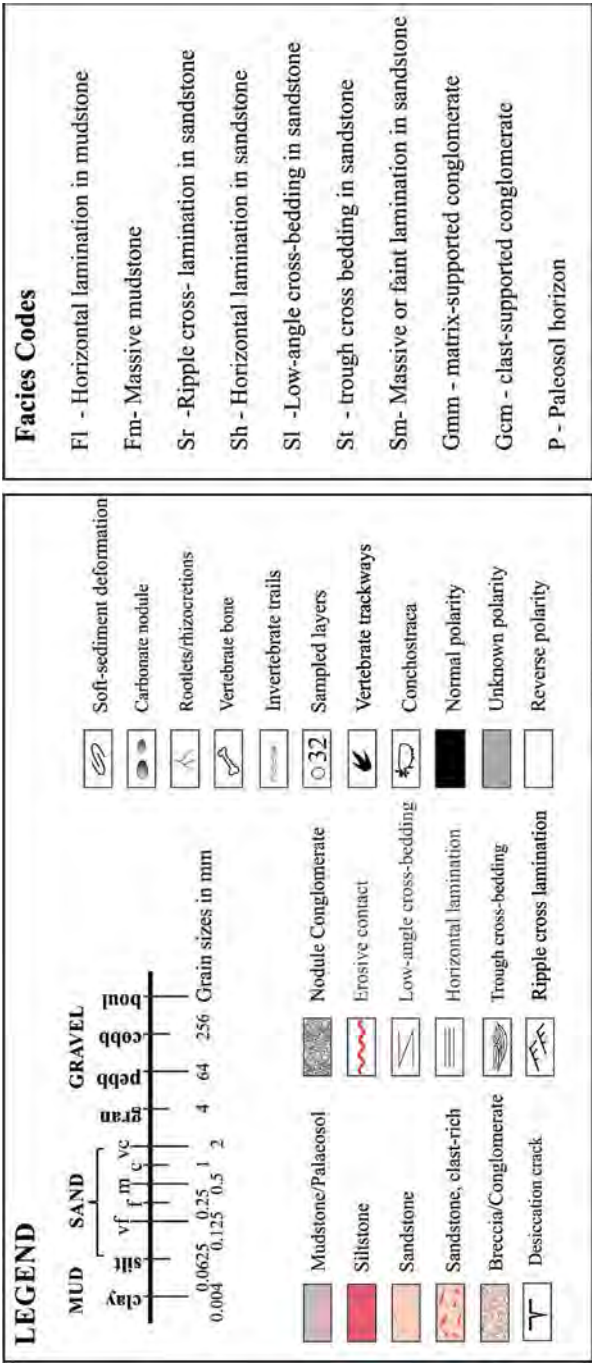 LEGEND
MUD SAND GRAVEL
clay silt vf f m c vc gran pebb cobb boul
0.004 0.0625 0.125 0.25 0.5 1 2 4 64 256 Grain sizes in mm
Mudstone/Palaeosol
Siltstone
Sandstone
Sandstone, clast-rich
Breccia/Conglomerate
Desiccation crack
Nodule Conglomerate
Erosive contact
Low-angle cross-bedding
Horizontal lamination
Trough cross-bedding
Ripple cross lamination
Soft-sediment deformation
Carbonate nodule
Rootlets/rhizocretions
Vertebrate bone
Invertebrate trails
32 Sampled layers
Vertebrate trackways
Conchostraca
Normal polarity
Unknown polarity
Reverse polarity
Facies Codes
Fl - Horizontal lamination in mudstone
Fm- Massive mudstone
Sr -Ripple cross- lamination in sandstone
Sh - Horizontal lamination in sandstone
Sl -Low-angle cross-bedding in sandstone
St - trough cross bedding in sandstone
Sm- Massive or faint lamination in sandstone
Gmm - matrix-supported conglomerate
Gcm - clast-supported conglomerate
P - Paleosol horizon